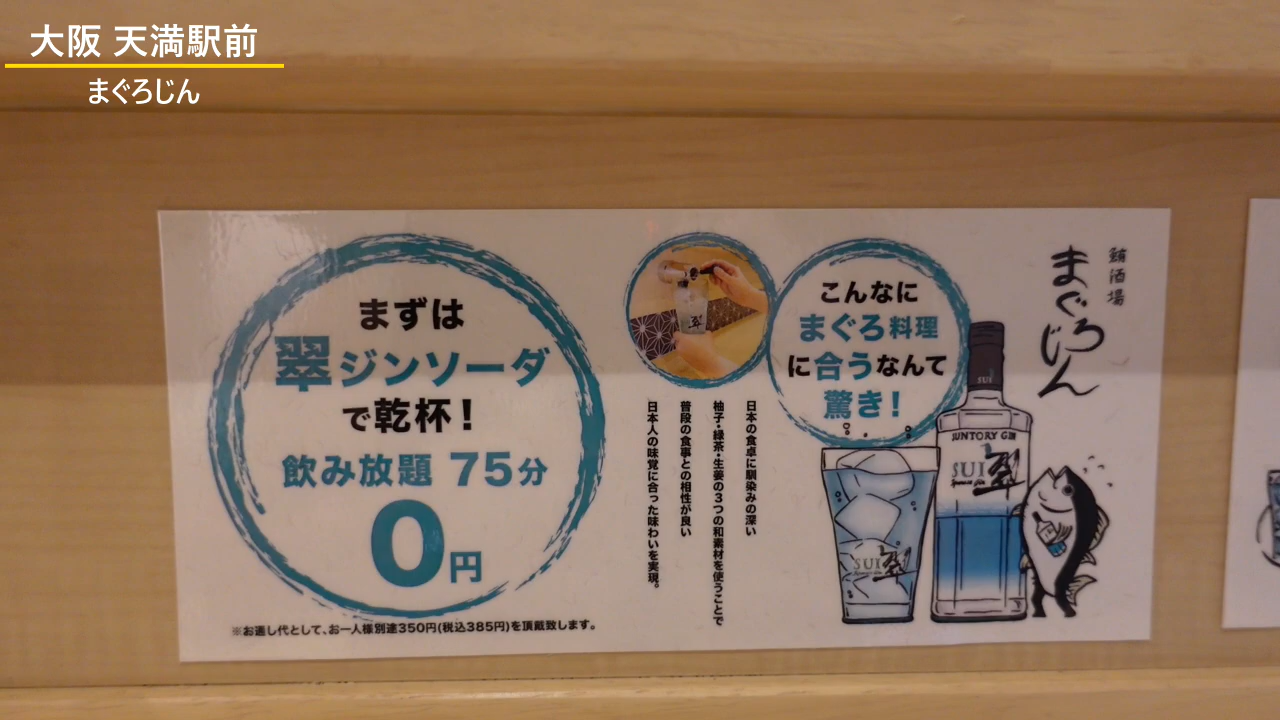 大阪 天満駅前
まぐろじん
まずは
翠ジンソーダ
で乾杯！
飲み放題 75分
0円
※お通し代として、お一人様別途350円(税込385円)を頂戴致します。
翠
日本の食卓に馴染みの深い
柚子・緑茶・生姜の3つの和素材を使うことで
普段の食事との相性が良い
日本人の味覚に合った味わいを実現。
こんなに
まぐろ料理
に合うなんて
驚き！
鮪酒場
まぐろじん
SUI
SUNTORY GIN
SUI 翠
Japanese Gin
SUI 翠